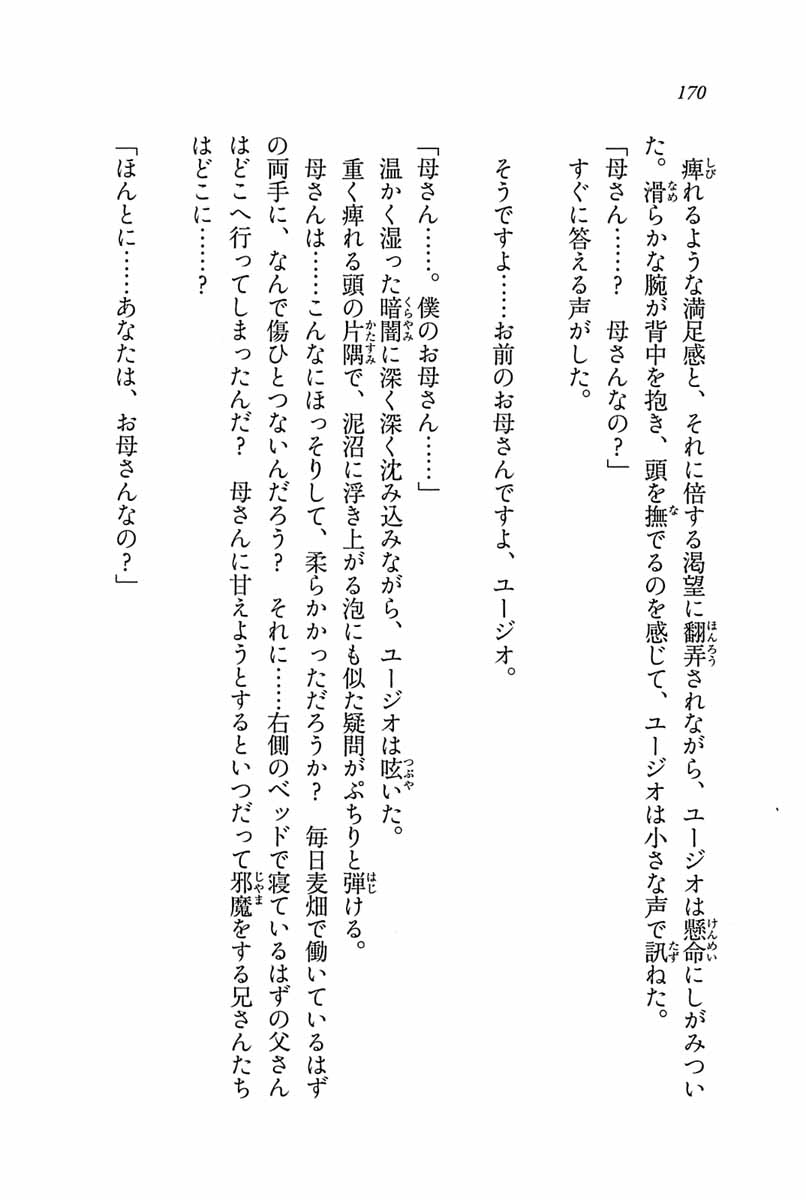 170
痺れるような満足感と、それに倍する渇望に翻弄されながら、ユージオは懸命にしがみつい
た。滑らかな腕が背中を抱き、頭を撫でるのを感じて、ユージオは小さな声で訊ねた。
「母さん……？　母さんなの？」
すぐに答える声がした。
そうですよ……お前のお母さんですよ、ユージオ。
「母さん……。僕のお母さん……」
温かく湿った暗闇に深く深く沈み込みながら、ユージオは呟いた。
重く痺れる頭の片隅で、泥沼に浮き上がる泡にも似た疑問がぷちりと弾ける。
母さんは……こんなにほっそりして、柔らかかっただろうか？　毎日麦畑で働いているはず
の両手に、なんで傷ひとつないんだろう？　それに……右側のベッドで寝ているはずの父さん
はどこへ行ってしまったんだ？　母さんに甘えようとするといつだって邪魔をする兄さんたち
はどこに……？
「ほんとに……あなたは、お母さんなの？」